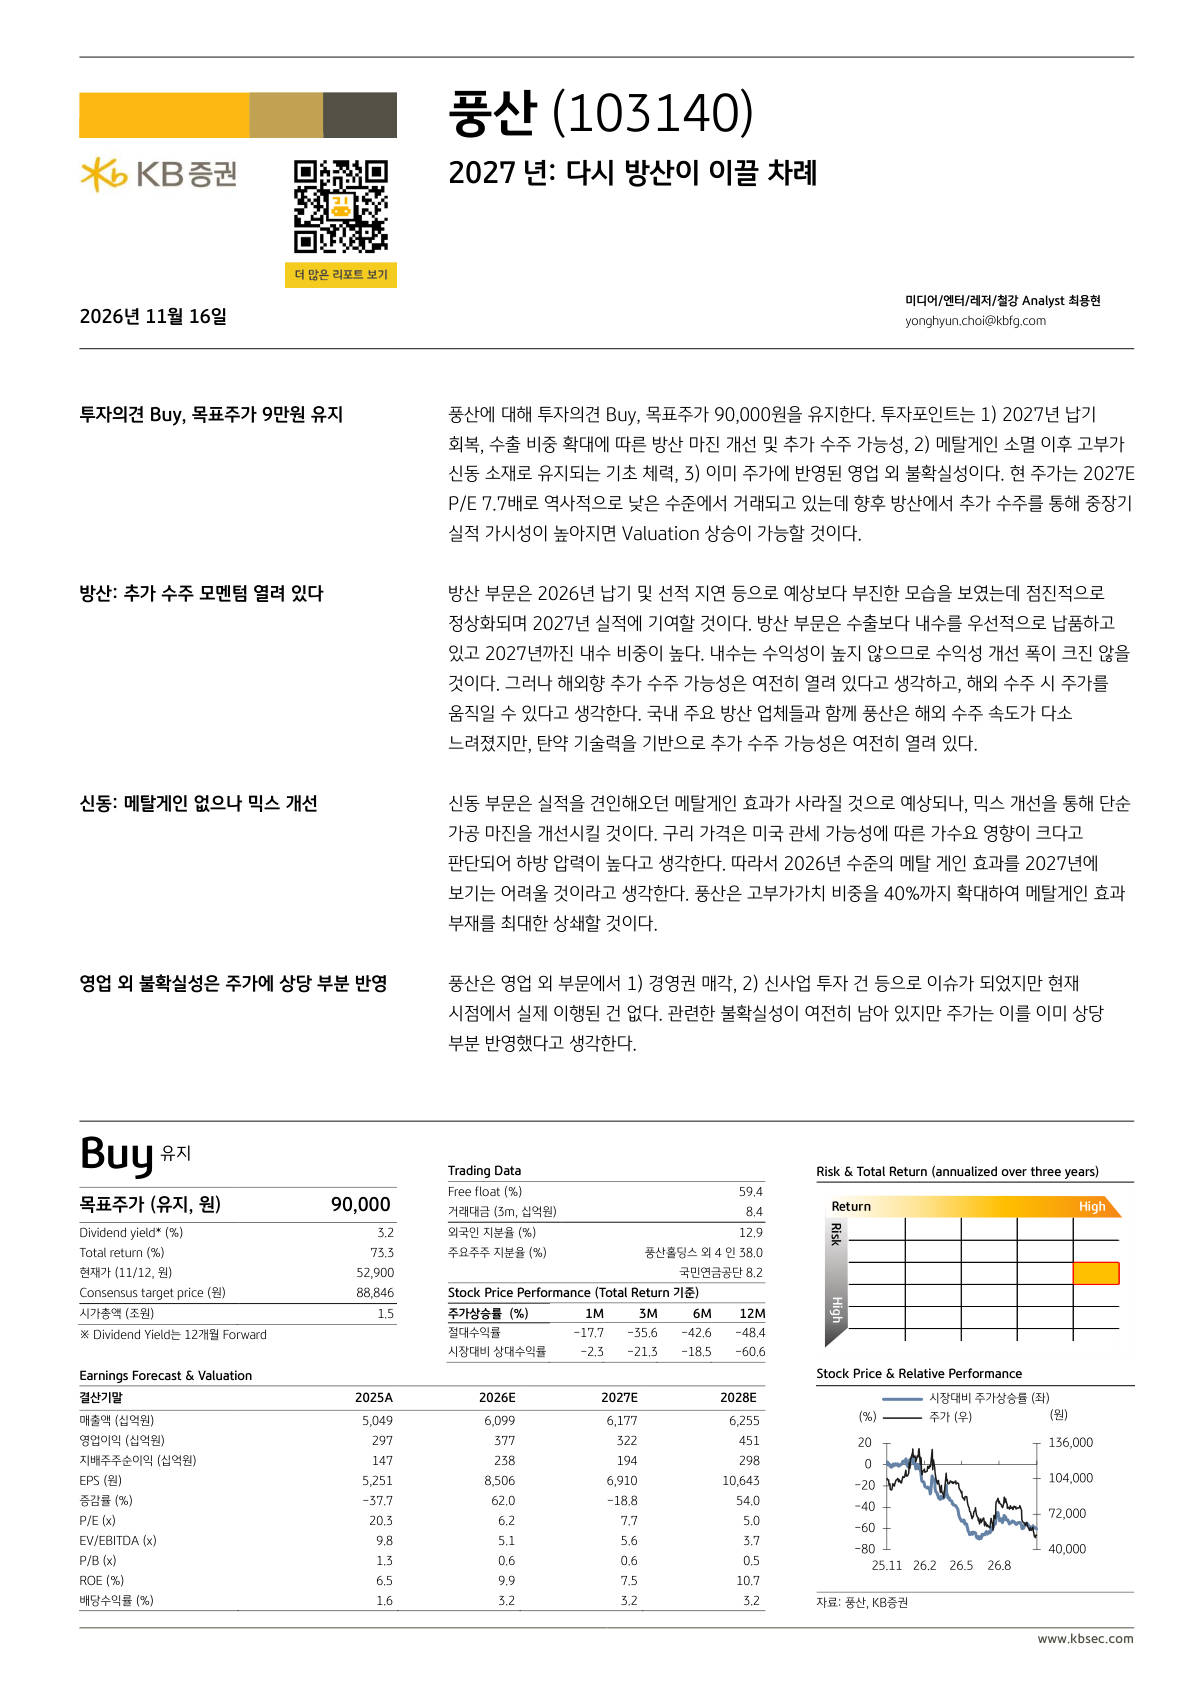 풍산 (103140)
2027년: 다시 방산이 이끌 차례
KB증권
더 많은 리포트 보기
2026년 11월 16일
미디어/엔터/레저/철강 Analyst 최용현
yonghyun.choi@kbfg.com
투자의견 Buy, 목표주가 9만원 유지
풍산에 대해 투자의견 Buy, 목표주가 90,000원을 유지한다. 투자포인트는 1) 2027년 납기
회복, 수출 비중 확대에 따른 방산 마진 개선 및 추가 수주 가능성, 2) 메탈게인 소멸 이후 고부가
신동 소재로 유지되는 기초 체력, 3) 이미 주가에 반영된 영업 외 불확실성이다. 현 주가는 2027E
P/E 7.7배로 역사적으로 낮은 수준에서 거래되고 있는데 향후 방산에서 추가 수주를 통해 중장기
실적 가시성이 높아지면 Valuation 상승이 가능할 것이다.
방산: 추가 수주 모멘텀 열려 있다
방산 부문은 2026년 납기 및 선적 지연 등으로 예상보다 부진한 모습을 보였는데 점진적으로
정상화되며 2027년 실적에 기여할 것이다. 방산 부문은 수출보다 내수를 우선적으로 납품하고
있고 2027년까진 내수 비중이 높다. 내수는 수익성이 높지 않으므로 수익성 개선 폭이 크진 않을
것이다. 그러나 해외향 추가 수주 가능성은 여전히 열려 있다고 생각하고, 해외 수주 시 주가를
움직일 수 있다고 생각한다. 국내 주요 방산 업체들과 함께 풍산은 해외 수주 속도가 다소
느려졌지만, 탄약 기술력을 기반으로 추가 수주 가능성은 여전히 열려 있다.
신동: 메탈게인 없으나 믹스 개선
신동 부문은 실적을 견인해오던 메탈게인 효과가 사라질 것으로 예상되나, 믹스 개선을 통해 단순
가공 마진을 개선시킬 것이다. 구리 가격은 미국 관세 가능성에 따른 가수요 영향이 크다고
판단되어 하방 압력이 높다고 생각한다. 따라서 2026년 수준의 메탈 게인 효과를 2027년에
보기는 어려울 것이라고 생각한다. 풍산은 고부가가치 비중을 40%까지 확대하여 메탈게인 효과
부재를 최대한 상쇄할 것이다.
영업 외 불확실성은 주가에 상당 부분 반영
풍산은 영업 외 부문에서 1) 경영권 매각, 2) 신사업 투자 건 등으로 이슈가 되었지만 현재
시점에서 실제 이행된 건 없다. 관련한 불확실성이 여전히 남아 있지만 주가는 이를 이미 상당
부분 반영했다고 생각한다.
Buy 유지
목표주가 (유지, 원) 90,000
Dividend yield* (%) 3.2
Total return (%) 73.3
현재가 (11/12, 원) 52,900
Consensus target price (원) 88,846
시가총액 (조원) 1.5
※ Dividend Yield는 12개월 Forward
Trading Data
Free float (%) 59.4
거래대금 (3m, 십억원) 8.4
외국인 지분율 (%) 12.9
주요주주 지분율 (%) 풍산홀딩스 외 4 인 38.0
국민연금공단 8.2
Stock Price Performance (Total Return 기준)
주가상승률 (%) 1M 3M 6M 12M
절대수익률 -17.7 -35.6 -42.6 -48.4
시장대비 상대수익률 -2.3 -21.3 -18.5 -60.6
Risk & Total Return (annualized over three years)
Return High
Risk
High
Earnings Forecast & Valuation
결산기말 2025A 2026E 2027E 2028E
매출액 (십억원) 5,049 6,099 6,177 6,255
영업이익 (십억원) 297 377 322 451
지배주주순이익 (십억원) 147 238 194 298
EPS (원) 5,251 8,506 6,910 10,643
증감률 (%) -37.7 62.0 -18.8 54.0
P/E (x) 20.3 6.2 7.7 5.0
EV/EBITDA (x) 9.8 5.1 5.6 3.7
P/B (x) 1.3 0.6 0.6 0.5
ROE (%) 6.5 9.9 7.5 10.7
배당수익률 (%) 1.6 3.2 3.2 3.2
Stock Price & Relative Performance
시장대비 주가상승률 (좌)
(%) 주가 (우) (원)
20 136,000
0
-20 104,000
-40 72,000
-60
-80 40,000
25.11 26.2 26.5 26.8
자료: 풍산, KB증권
www.kbsec.com